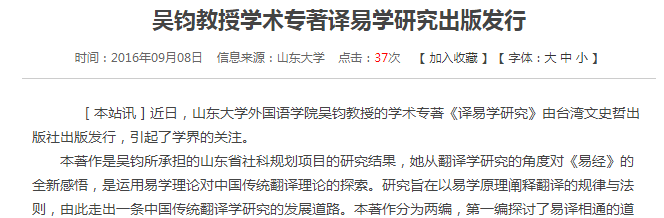 吴钧教授学术专著译易学研究出版发行
时间：2016年09月08日 信息来源：山东大学 点击：37次 【 加入收藏 】【 字体：大 中 小 】
[ 本站讯 ] 近日，山东大学外国语学院吴钧教授的学术专著《译易学研究》由台湾文史哲出
版社出版发行，引起了学界的关注。
本著作是吴钧所承担的山东省社科规划项目的研究结果，她从翻译学研究的角度对《易经》的
全新感悟，是运用易学理论对中国传统翻译理论的探索。研究旨在以易学原理阐释翻译的规律与法
则，由此走出一条中国传统翻译学研究的发展道路。本著作分为两编，第一编探讨了易译相通的道